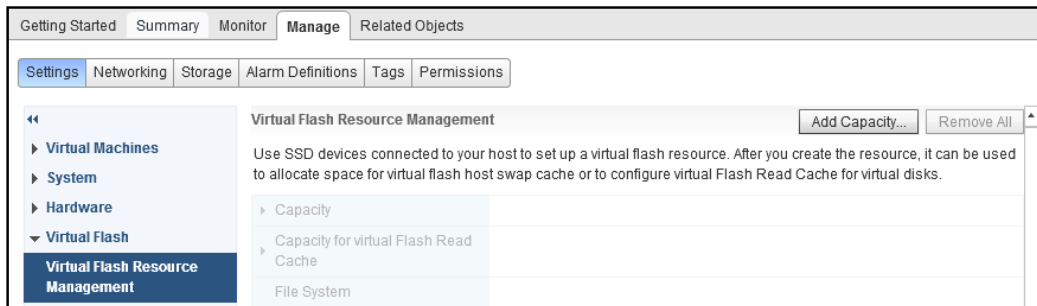 Getting Started Summary Monitor Manage Related Objects
Settings Networking Storage Alarm Definitions Tags Permissions
Virtual Machines
System
Hardware
Virtual Flash
Virtual Flash Resource
Management
Virtual Flash Resource Management Add Capacity... Remove All
Use SSD devices connected to your host to set up a virtual flash resource. After you create the resource, it can be used
to allocate space for virtual flash host swap cache or to configure virtual Flash Read Cache for virtual disks.
Capacity
Capacity for virtual Flash Read
Cache
File System